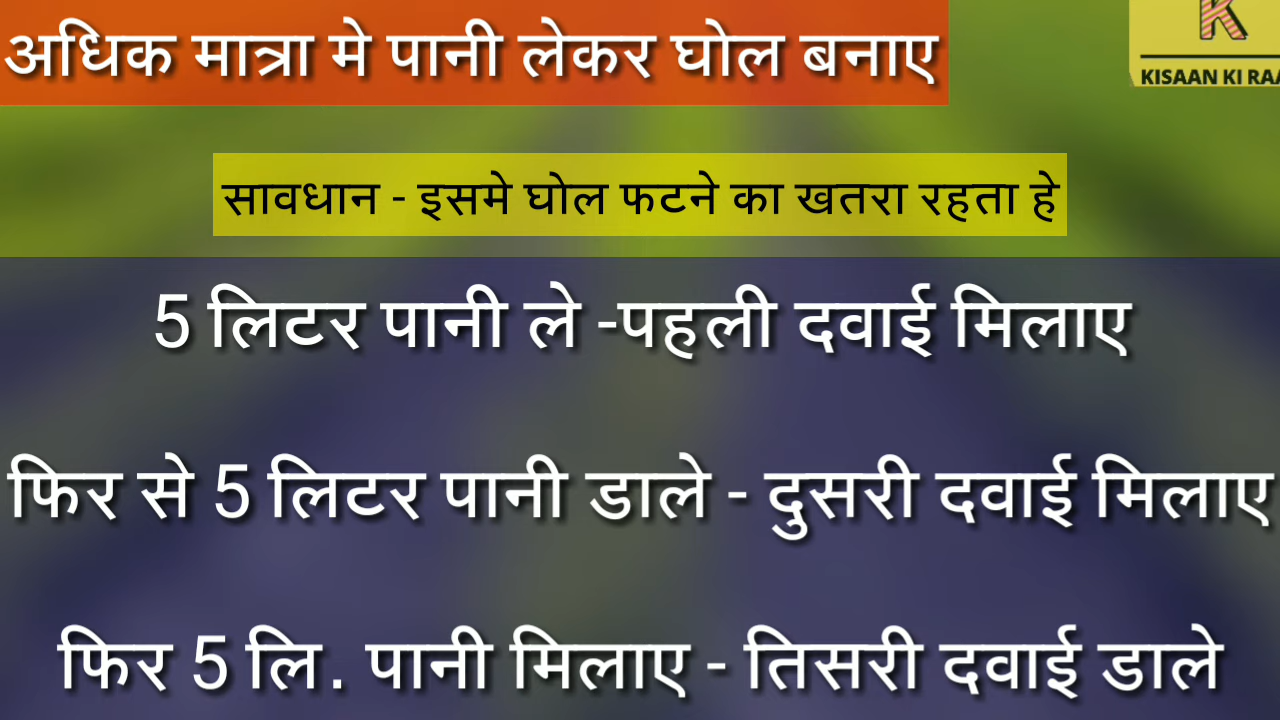 अधिक मात्रा मे पानी लेकर घोल बनाए
K
KISAAN KI RAA
सावधान - इसमे घोल फटने का खतरा रहता हे
5 लिटर पानी ले -पहली दवाई मिलाए
फिर से 5 लिटर पानी डाले - दुसरी दवाई मिलाए
फिर 5 लि. पानी मिलाए - तिसरी दवाई डाले